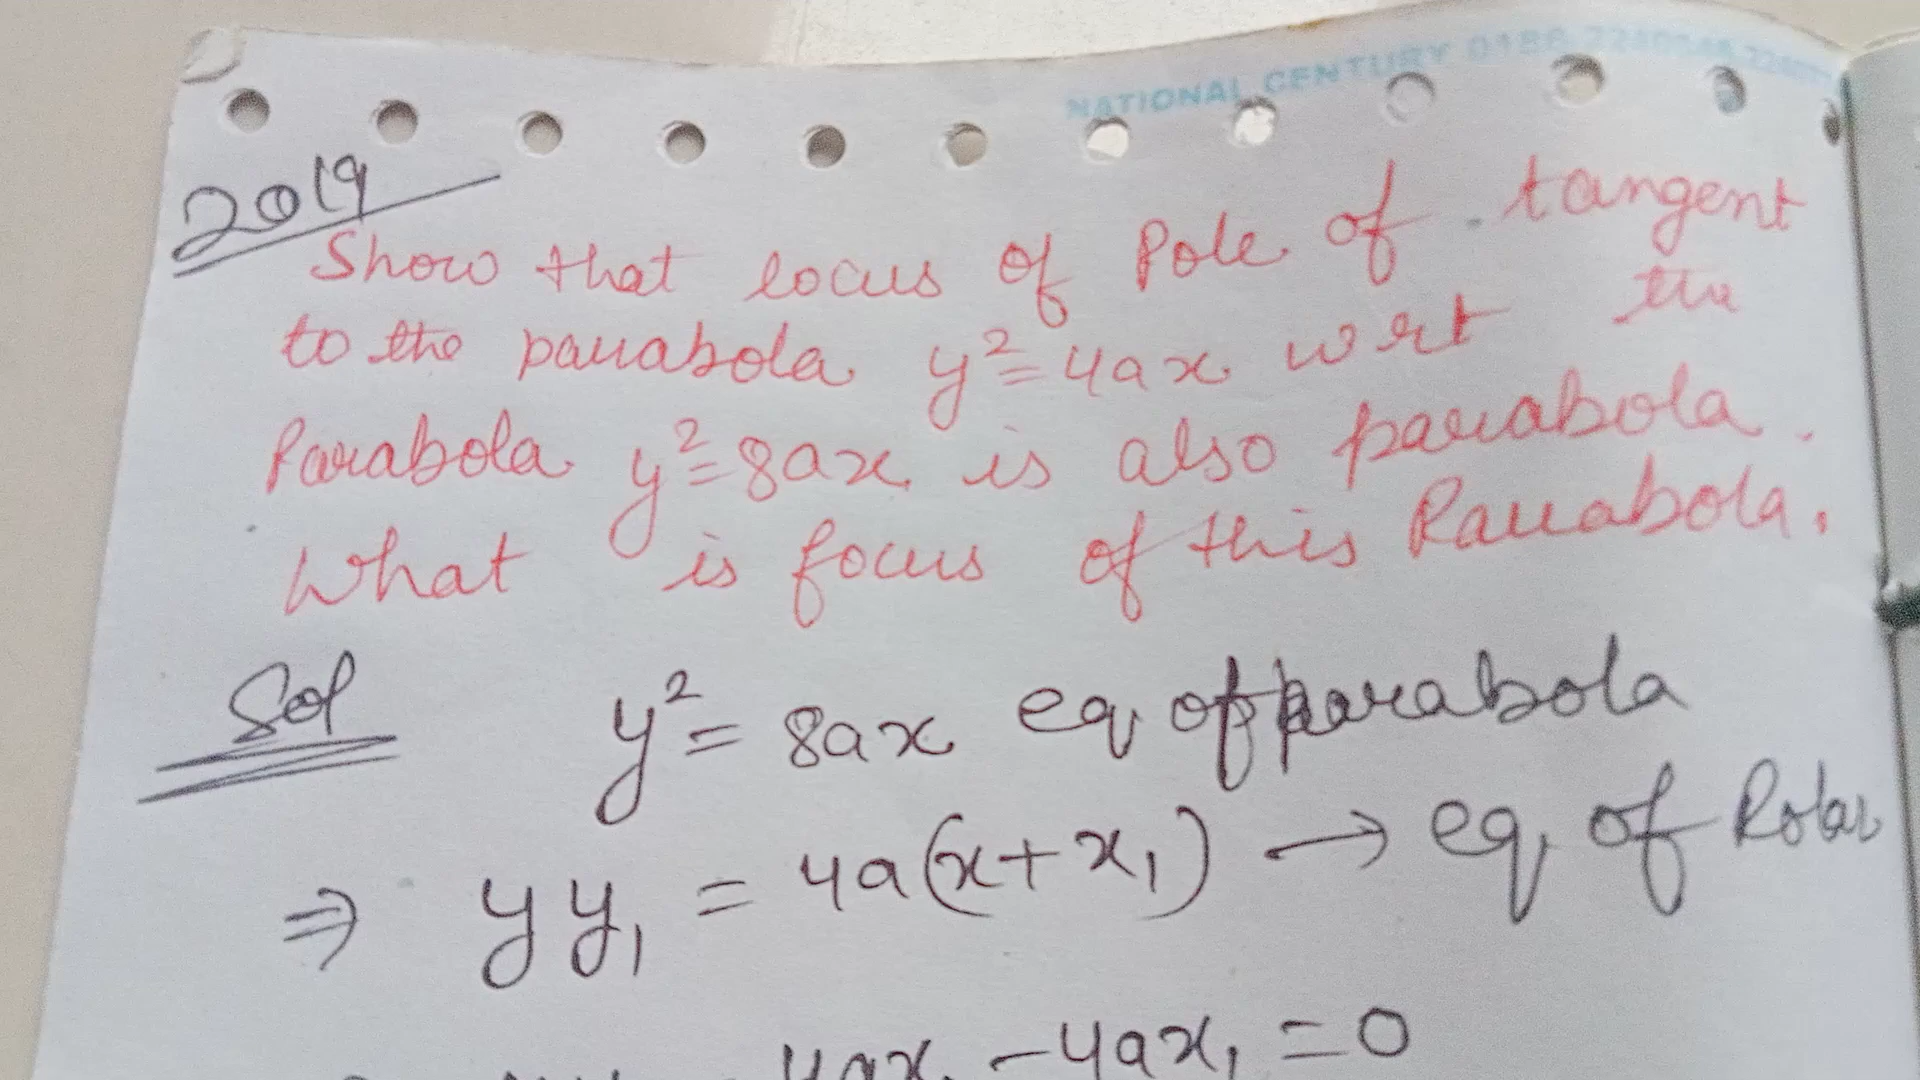 NATIONAL CENTURY
2019
Show that locus of Pole of tangent
to the parabola y²=4ax wrt the
Parabola y²=8ax is also parabola.
What is focus of this Parabola.
Sol y²= 8ax eq of parabola
⇒ yy₁ = 4a(x+x₁) → eq of Polar
4ax - 4ax₁ = 0